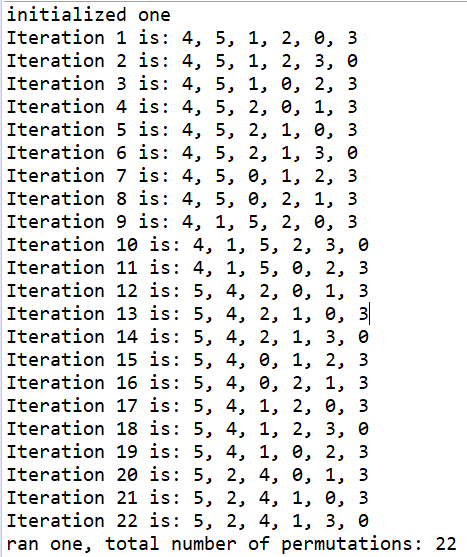 initialized one
Iteration 1 is: 4, 5, 1, 2, 0, 3
Iteration 2 is: 4, 5, 1, 2, 3, 0
Iteration 3 is: 4, 5, 1, 0, 2, 3
Iteration 4 is: 4, 5, 2, 0, 1, 3
Iteration 5 is: 4, 5, 2, 1, 0, 3
Iteration 6 is: 4, 5, 2, 1, 3, 0
Iteration 7 is: 4, 5, 0, 1, 2, 3
Iteration 8 is: 4, 5, 0, 2, 1, 3
Iteration 9 is: 4, 1, 5, 2, 0, 3
Iteration 10 is: 4, 1, 5, 2, 3, 0
Iteration 11 is: 4, 1, 5, 0, 2, 3
Iteration 12 is: 5, 4, 2, 0, 1, 3
Iteration 13 is: 5, 4, 2, 1, 0, 3
Iteration 14 is: 5, 4, 2, 1, 3, 0
Iteration 15 is: 5, 4, 0, 1, 2, 3
Iteration 16 is: 5, 4, 0, 2, 1, 3
Iteration 17 is: 5, 4, 1, 2, 0, 3
Iteration 18 is: 5, 4, 1, 2, 3, 0
Iteration 19 is: 5, 4, 1, 0, 2, 3
Iteration 20 is: 5, 2, 4, 0, 1, 3
Iteration 21 is: 5, 2, 4, 1, 0, 3
Iteration 22 is: 5, 2, 4, 1, 3, 0
ran one, total number of permutations: 22